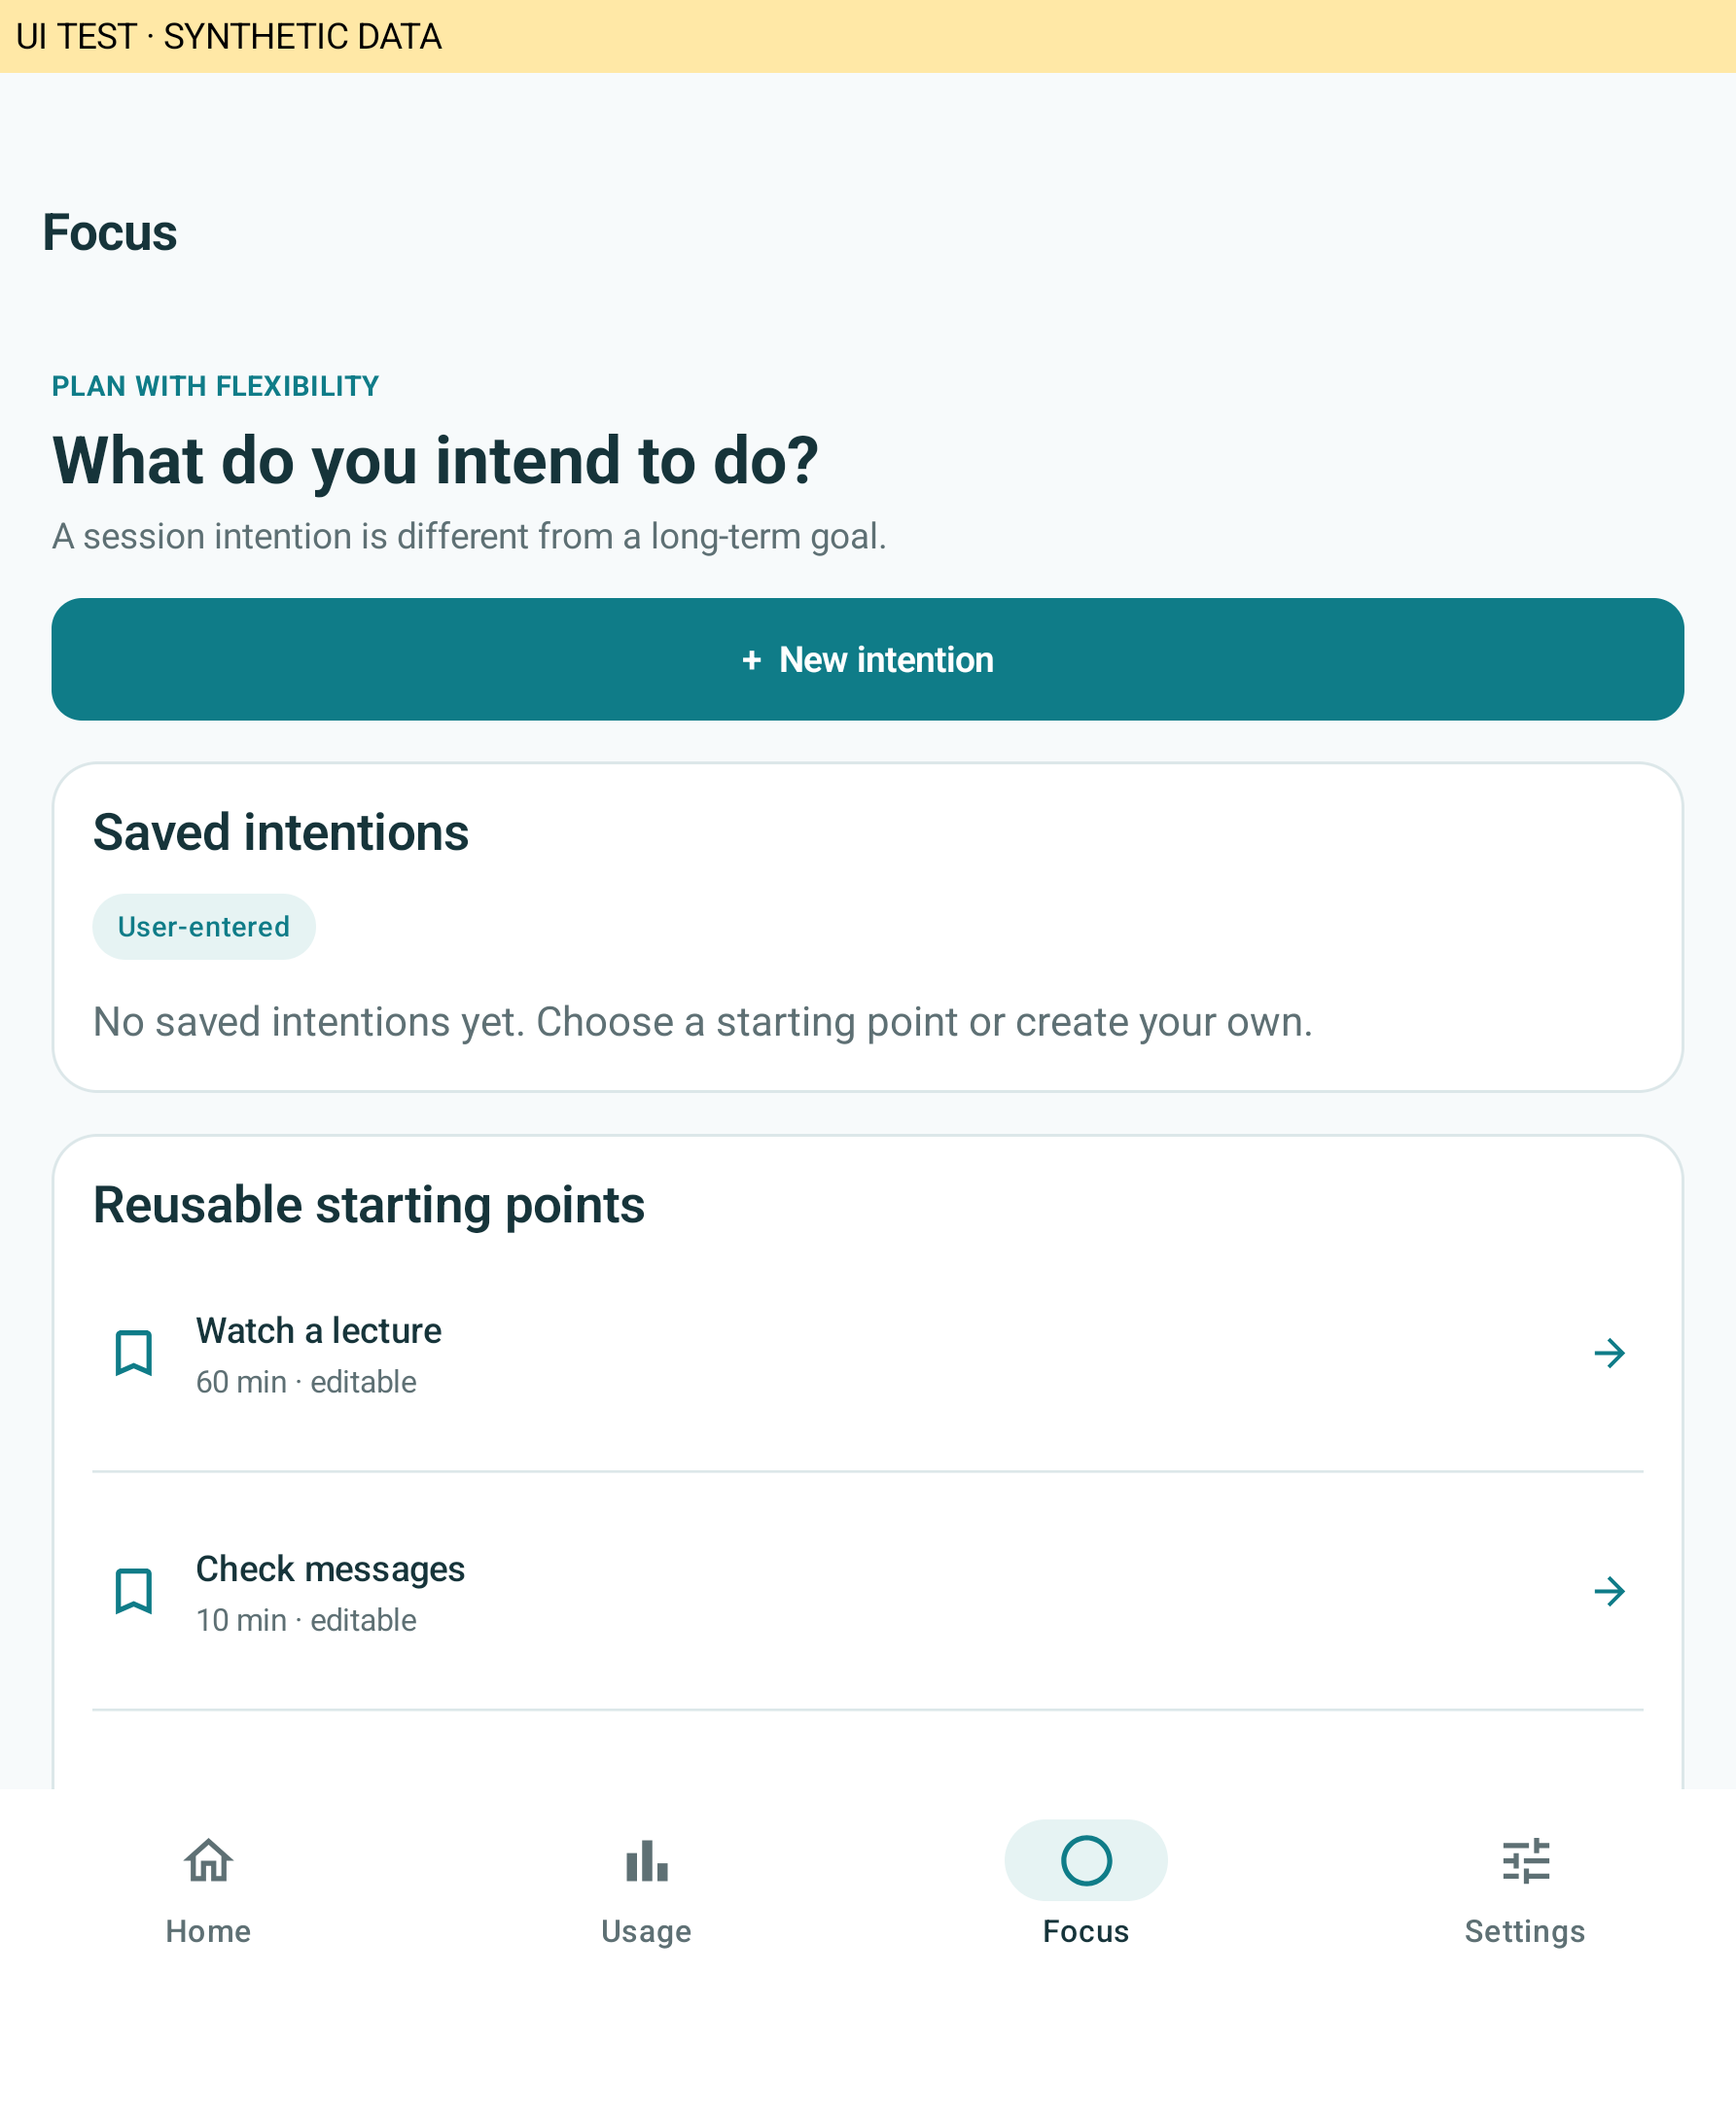 UI TEST · SYNTHETIC DATA
Focus
PLAN WITH FLEXIBILITY
What do you intend to do?
A session intention is different from a long-term goal.
+ New intention
Saved intentions
User-entered
No saved intentions yet. Choose a starting point or create your own.
Reusable starting points
Watch a lecture
60 min · editable
Check messages
10 min · editable
Home
Usage
Focus
Settings